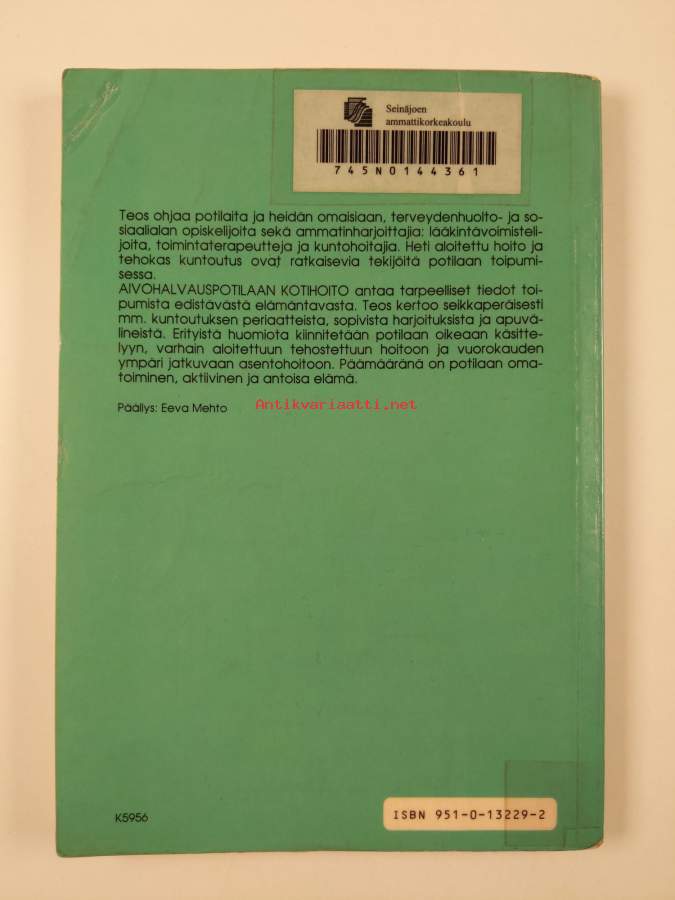 Seinäjoen
ammattikorkeakoulu
745N0144361
Teos ohjaa potilaita ja heidän omaisiaan, terveydenhuolto- ja so-
siaalialan opiskelijoita sekä ammatinharjoittajia: lääkintävoimisteli-
joita, toimintaterapeutteja ja kuntohoitajia. Heti aloitettu hoito ja
tehokas kuntoutus ovat ratkaisevia tekijöitä potilaan toipumi-
sessa.
AIVOHALVAUSPOTILAAN KOTIHOITO antaa tarpeelliset tiedot toi-
pumista edistävästä elämäntavasta. Teos kertoo seikkaperäisesti
mm. kuntoutuksen periaatteista, sopivista harjoituksista ja apuvä-
lineistä. Erityistä huomiota kiinnitetään potilaan oikeaan käsitte-
lyyn, varhain aloitettuun tehostettuun hoitoon ja vuorokauden
ympäri jatkuvaan asentohoitoon. Päämääränä on potilaan oma-
toiminen, aktiivinen ja antoisa elämä.
Päällys: Eeva Mehto
Antikvariaatti.net
K5956
ISBN 951-0-13229-2